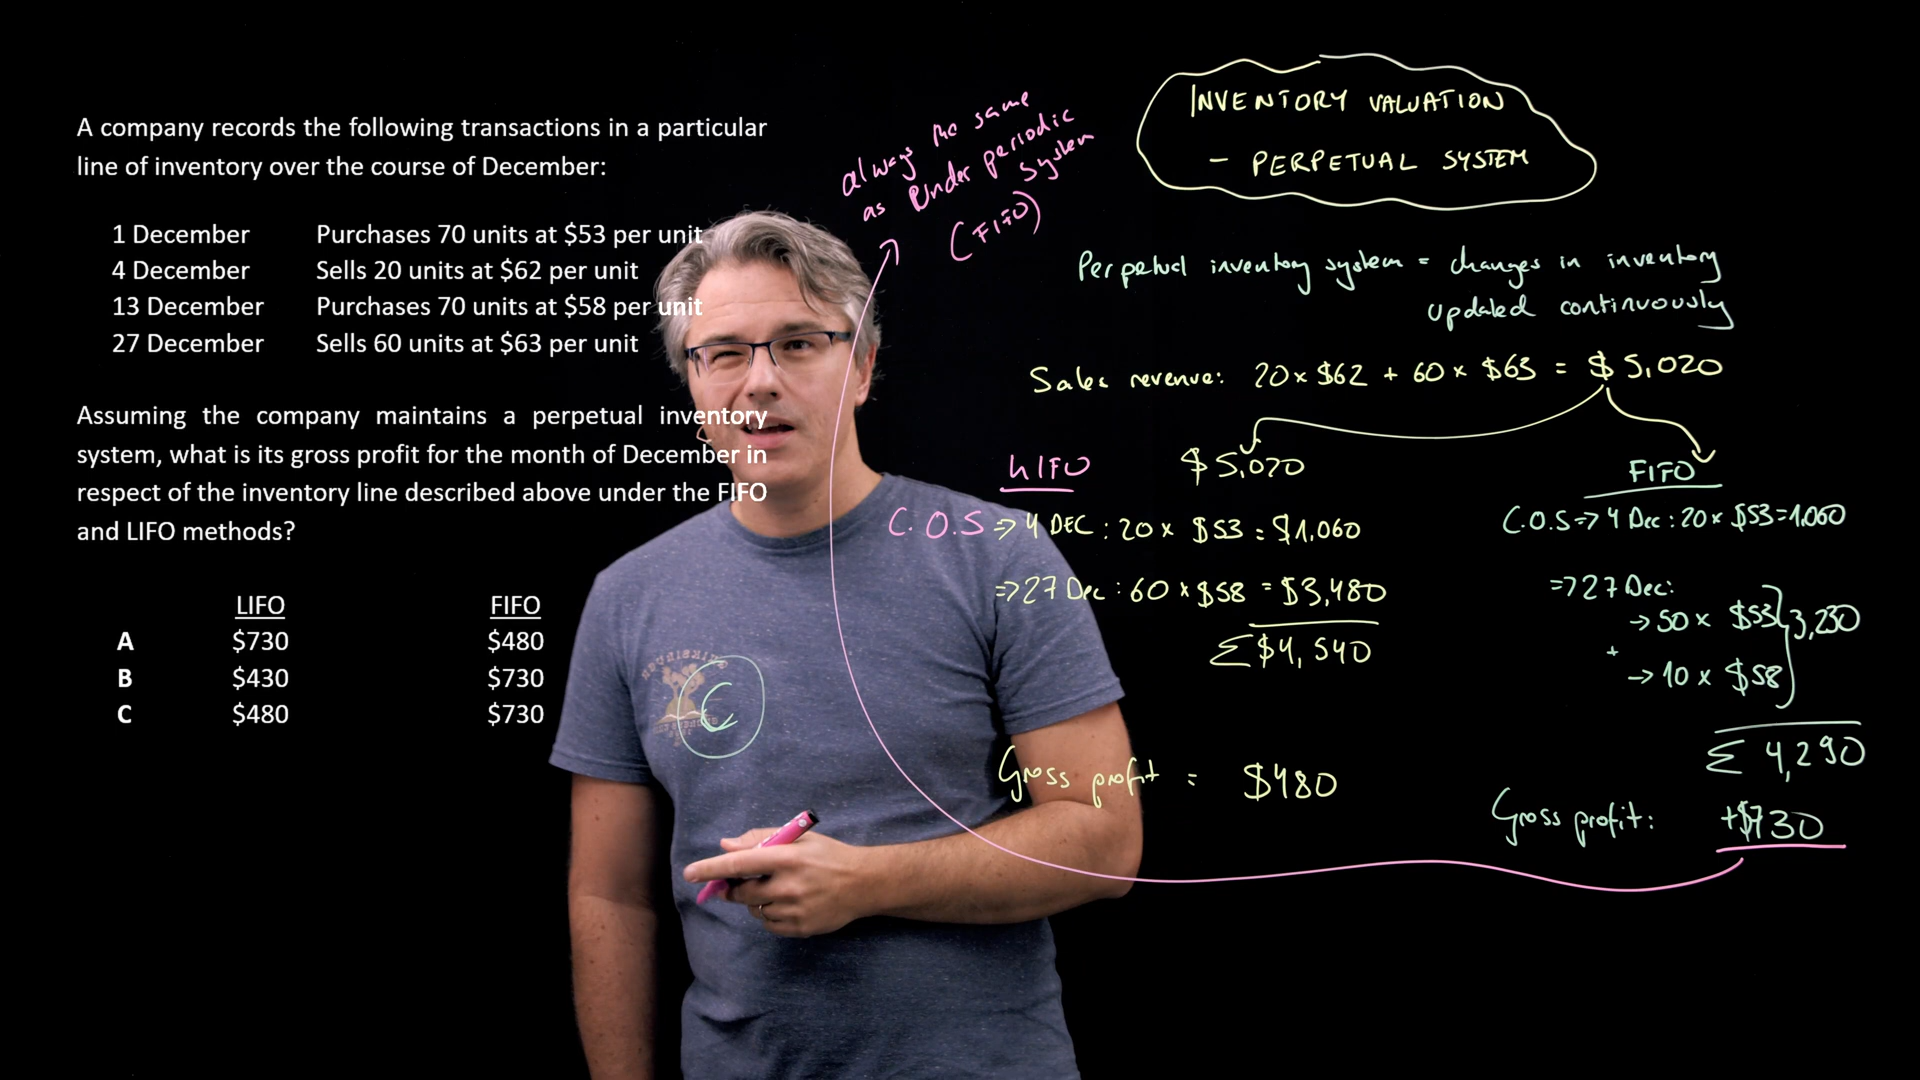 A company records the following transactions in a particular
line of inventory over the course of December:
1 December Purchases 70 units at $53 per unit
4 December Sells 20 units at $62 per unit
13 December Purchases 70 units at $58 per unit
27 December Sells 60 units at $63 per unit
Assuming the company maintains a perpetual inventory
system, what is its gross profit for the month of December in
respect of the inventory line described above under the FIFO
and LIFO methods?
LIFO FIFO
A $730 $480
B $430 $730
C $480 $730
C
always the same
as under periodic
system
(FIFO)
INVENTORY VALUATION
- PERPETUAL SYSTEM
Perpetual inventory system = changes in inventory
updated continuously
Sales revenue: 20 x $62 + 60 x $63 = $5,020
LIFO $5,020
C.O.S => 4 DEC: 20 x $53 = $1,060
=> 27 Dec: 60 x $58 = $3,480
Σ $4,540
Gross profit = $480
FIFO
C.O.S => 4 Dec: 20 x $53 = 1,060
=> 27 Dec:
→ 50 x $53
+
→ 10 x $58
3,230
Σ 4,290
Gross profit: +$730